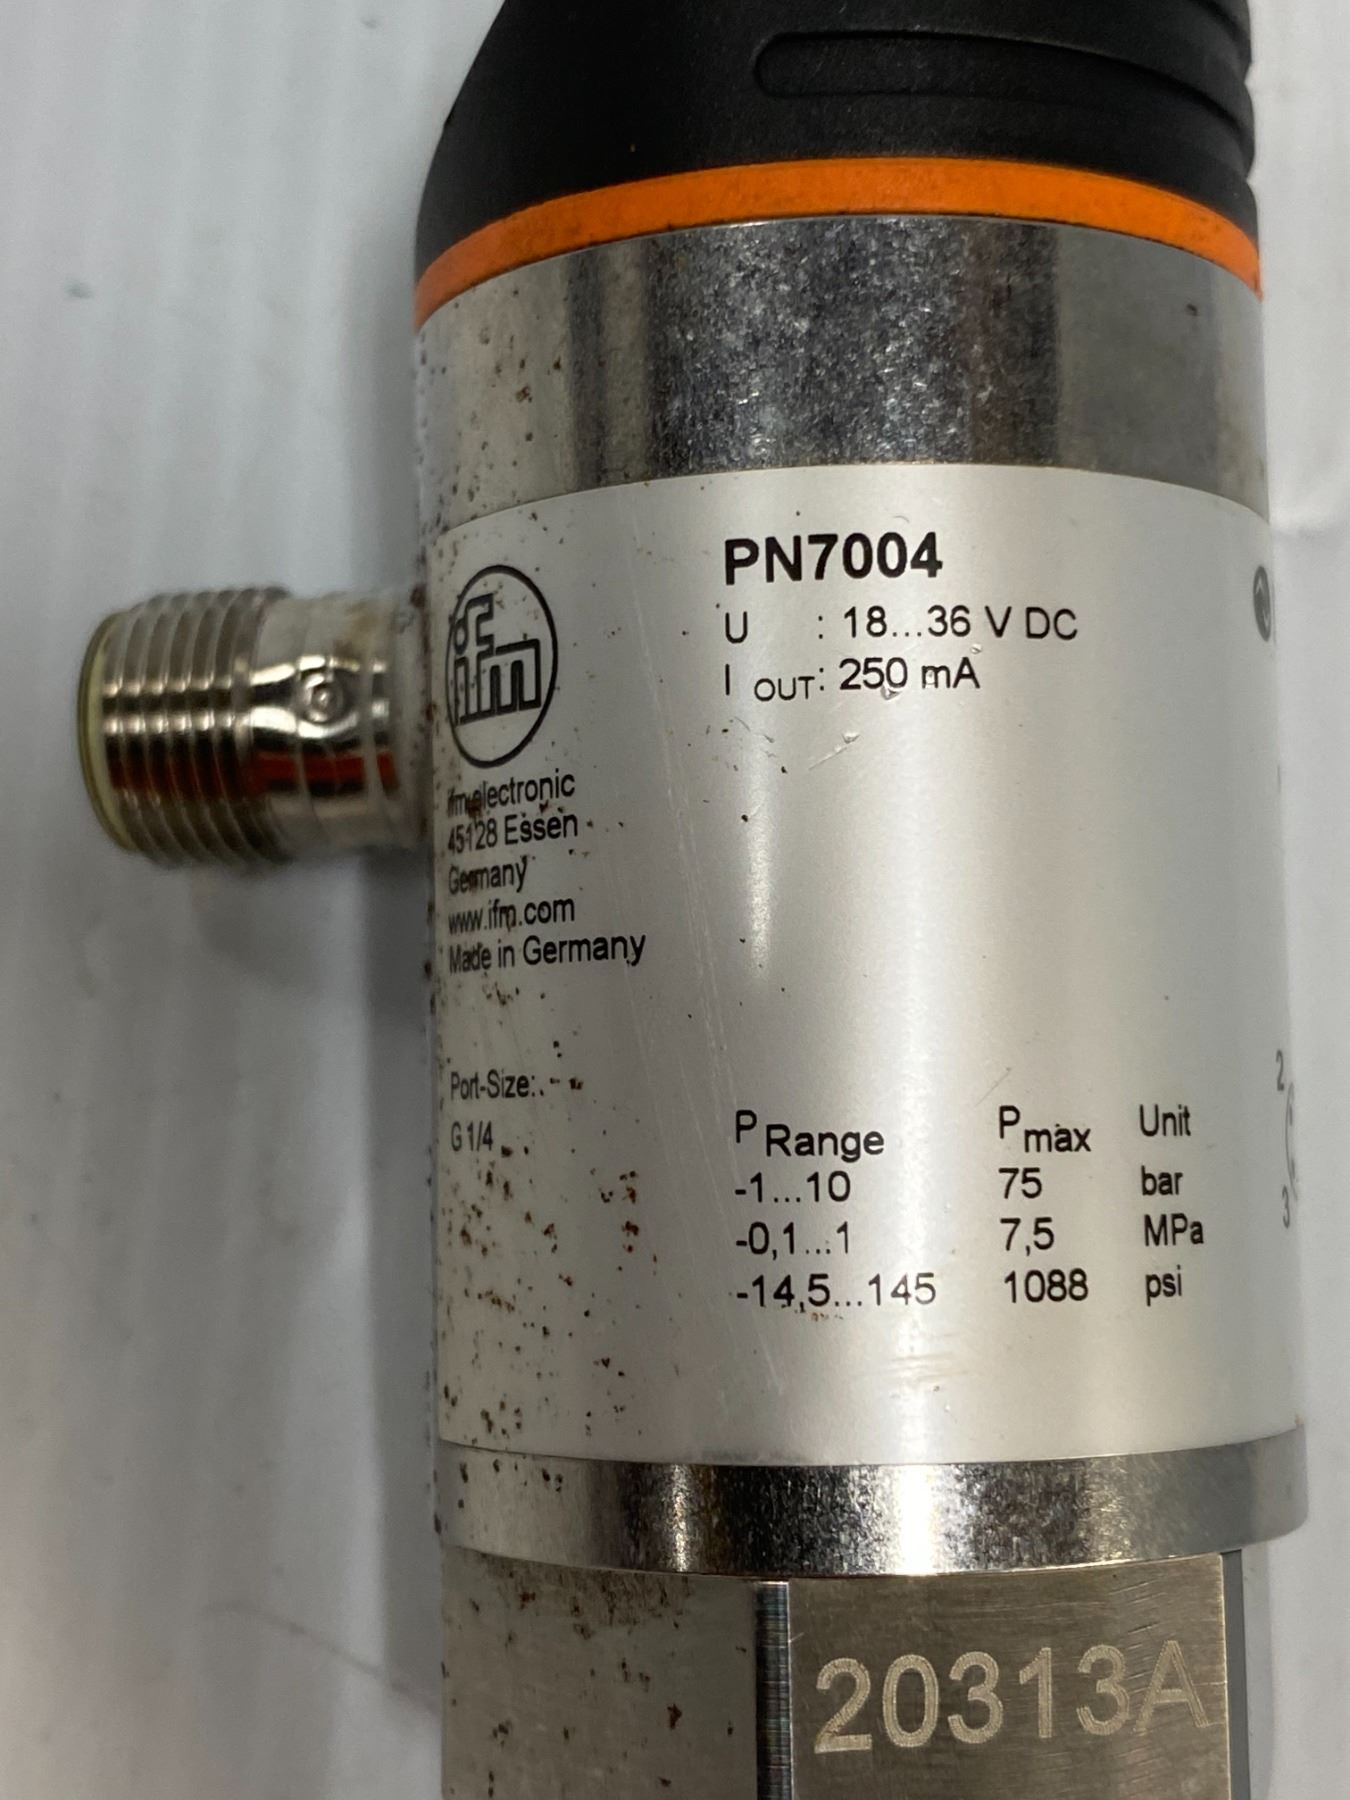 PN7004
U : 18...36 V DC
I OUT: 250 mA
ifm
ifm electronic
45128 Essen
Germany
www.ifm.com
Made in Germany
Port-Size:
G 1/4
P Range P max Unit
-1...10 75 bar
-0,1...1 7,5 MPa
-14,5...145 1088 psi
2
3
20313A